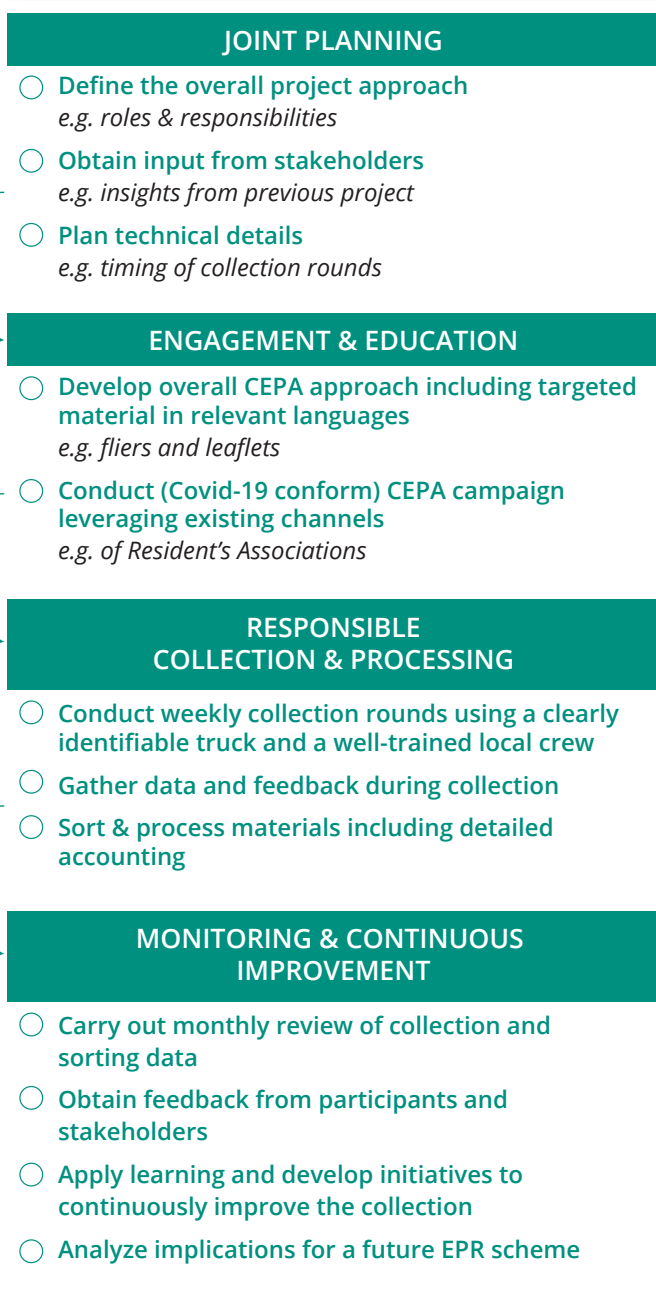 JOINT PLANNING
Define the overall project approach
e.g. roles & responsibilities
Obtain input from stakeholders
e.g. insights from previous project
Plan technical details
e.g. timing of collection rounds
ENGAGEMENT & EDUCATION
Develop overall CEPA approach including targeted
material in relevant languages
e.g. fliers and leaflets
Conduct (Covid-19 conform) CEPA campaign
leveraging existing channels
e.g. of Resident's Associations
RESPONSIBLE
COLLECTION & PROCESSING
Conduct weekly collection rounds using a clearly
identifiable truck and a well-trained local crew
Gather data and feedback during collection
Sort & process materials including detailed
accounting
MONITORING & CONTINUOUS
IMPROVEMENT
Carry out monthly review of collection and
sorting data
Obtain feedback from participants and
stakeholders
Apply learning and develop initiatives to
continuously improve the collection
Analyze implications for a future EPR scheme